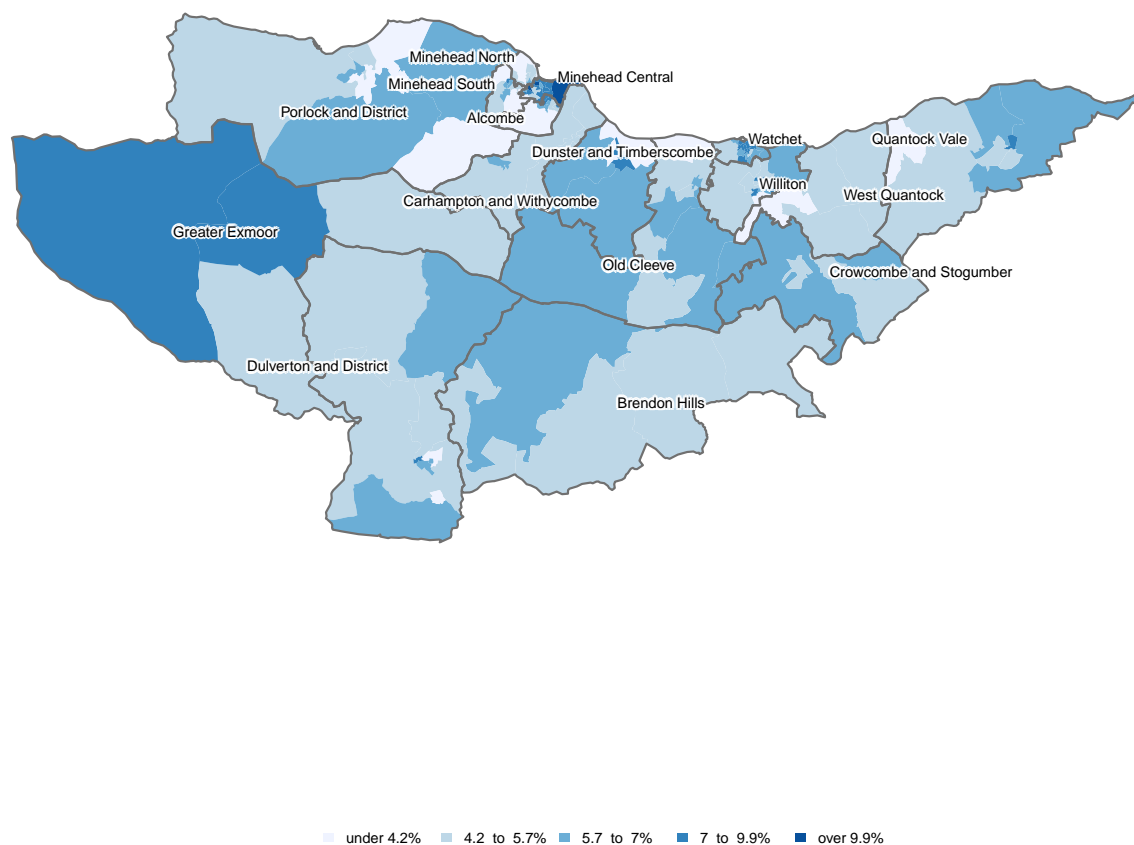 Minehead North
Minehead Central
Minehead South
Porlock and District
Alcombe
Watchet
Quantock Vale
Dunster and Timberscombe
Williton
West Quantock
Carhampton and Withycombe
Greater Exmoor
Old Cleeve
Crowcombe and Stogumber
Dulverton and District
Brendon Hills
under 4.2% 4.2 to 5.7% 5.7 to 7% 7 to 9.9% over 9.9%